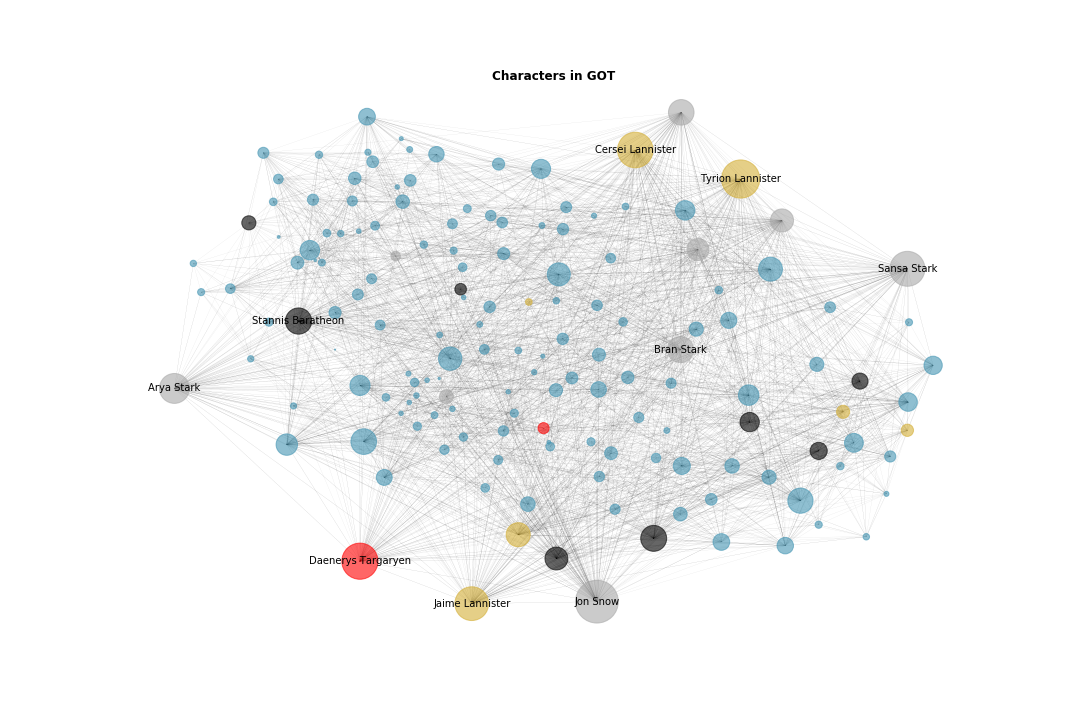 Characters in GOT
Cersei Lannister
Tyrion Lannister
Sansa Stark
Stannis Baratheon
Bran Stark
Arya Stark
Daenerys Targaryen
Jaime Lannister
Jon Snow